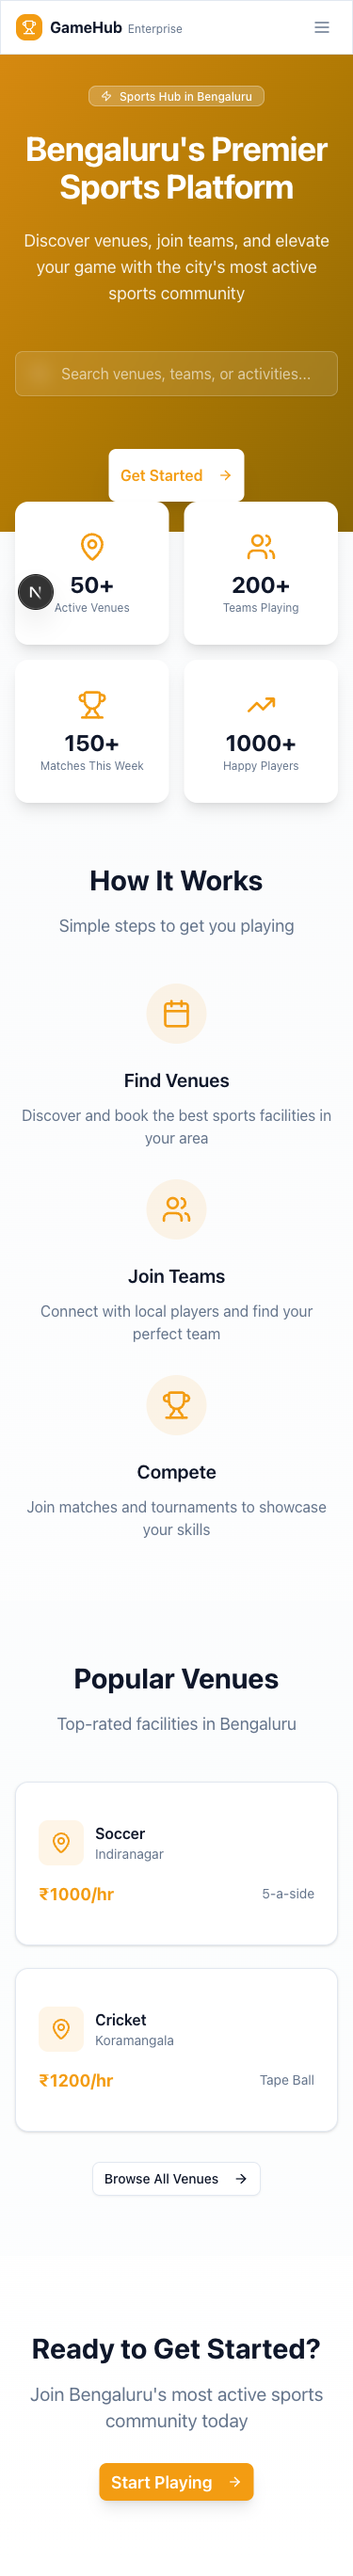 GameHub Enterprise
Sports Hub in Bengaluru
Bengaluru's Premier
Sports Platform
Discover venues, join teams, and elevate
your game with the city's most active
sports community
Search venues, teams, or activities...
Get Started
50+
Active Venues
200+
Teams Playing
N
150+
Matches This Week
1000+
Happy Players
How It Works
Simple steps to get you playing
Find Venues
Discover and book the best sports facilities in
your area
Join Teams
Connect with local players and find your
perfect team
Compete
Join matches and tournaments to showcase
your skills
Popular Venues
Top-rated facilities in Bengaluru
Soccer
Indiranagar
₹1000/hr 5-a-side
Cricket
Koramangala
₹1200/hr Tape Ball
Browse All Venues
Ready to Get Started?
Join Bengaluru's most active sports
community today
Start Playing